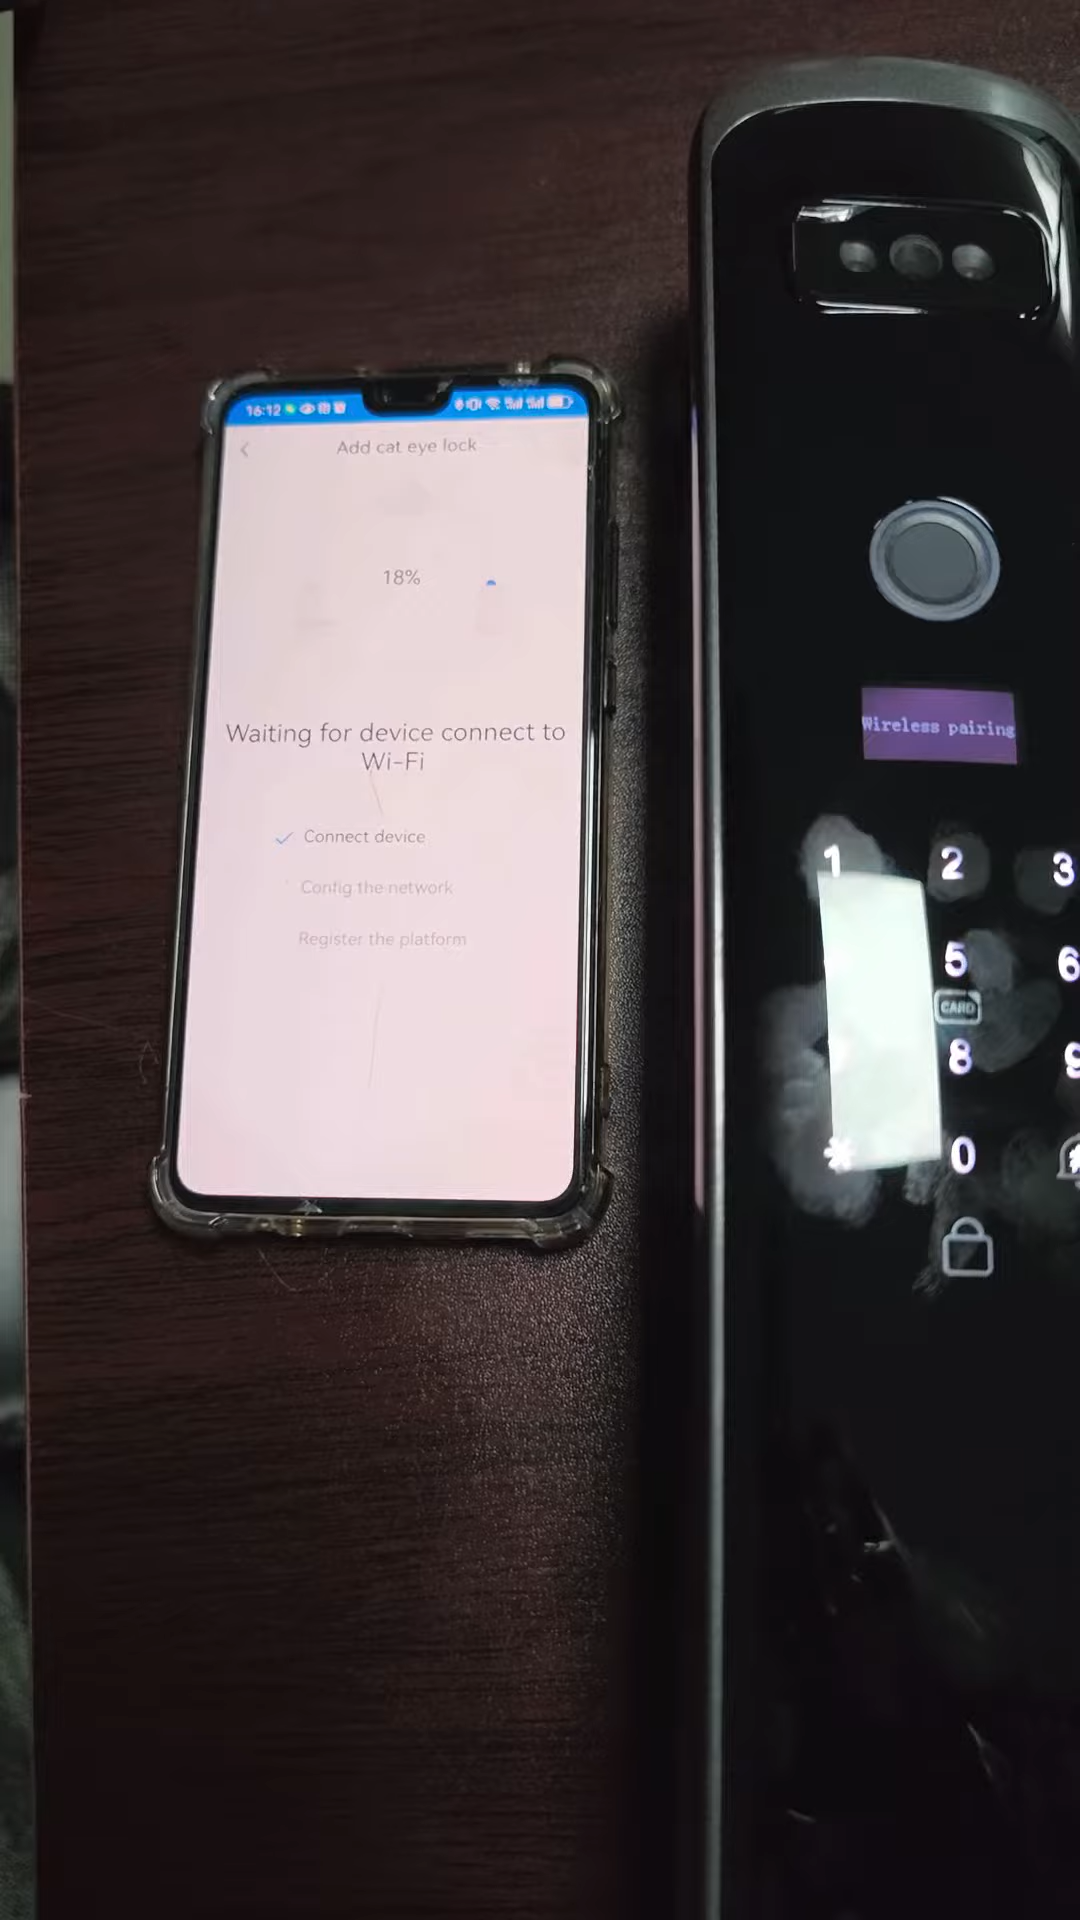 16:12
Add cat eye lock
18%
Waiting for device connect to
Wi-Fi
Connect device
Config the network
Register the platform
Wireless pairing
1 2 3
5 6
CARD
8 9
* 0 #